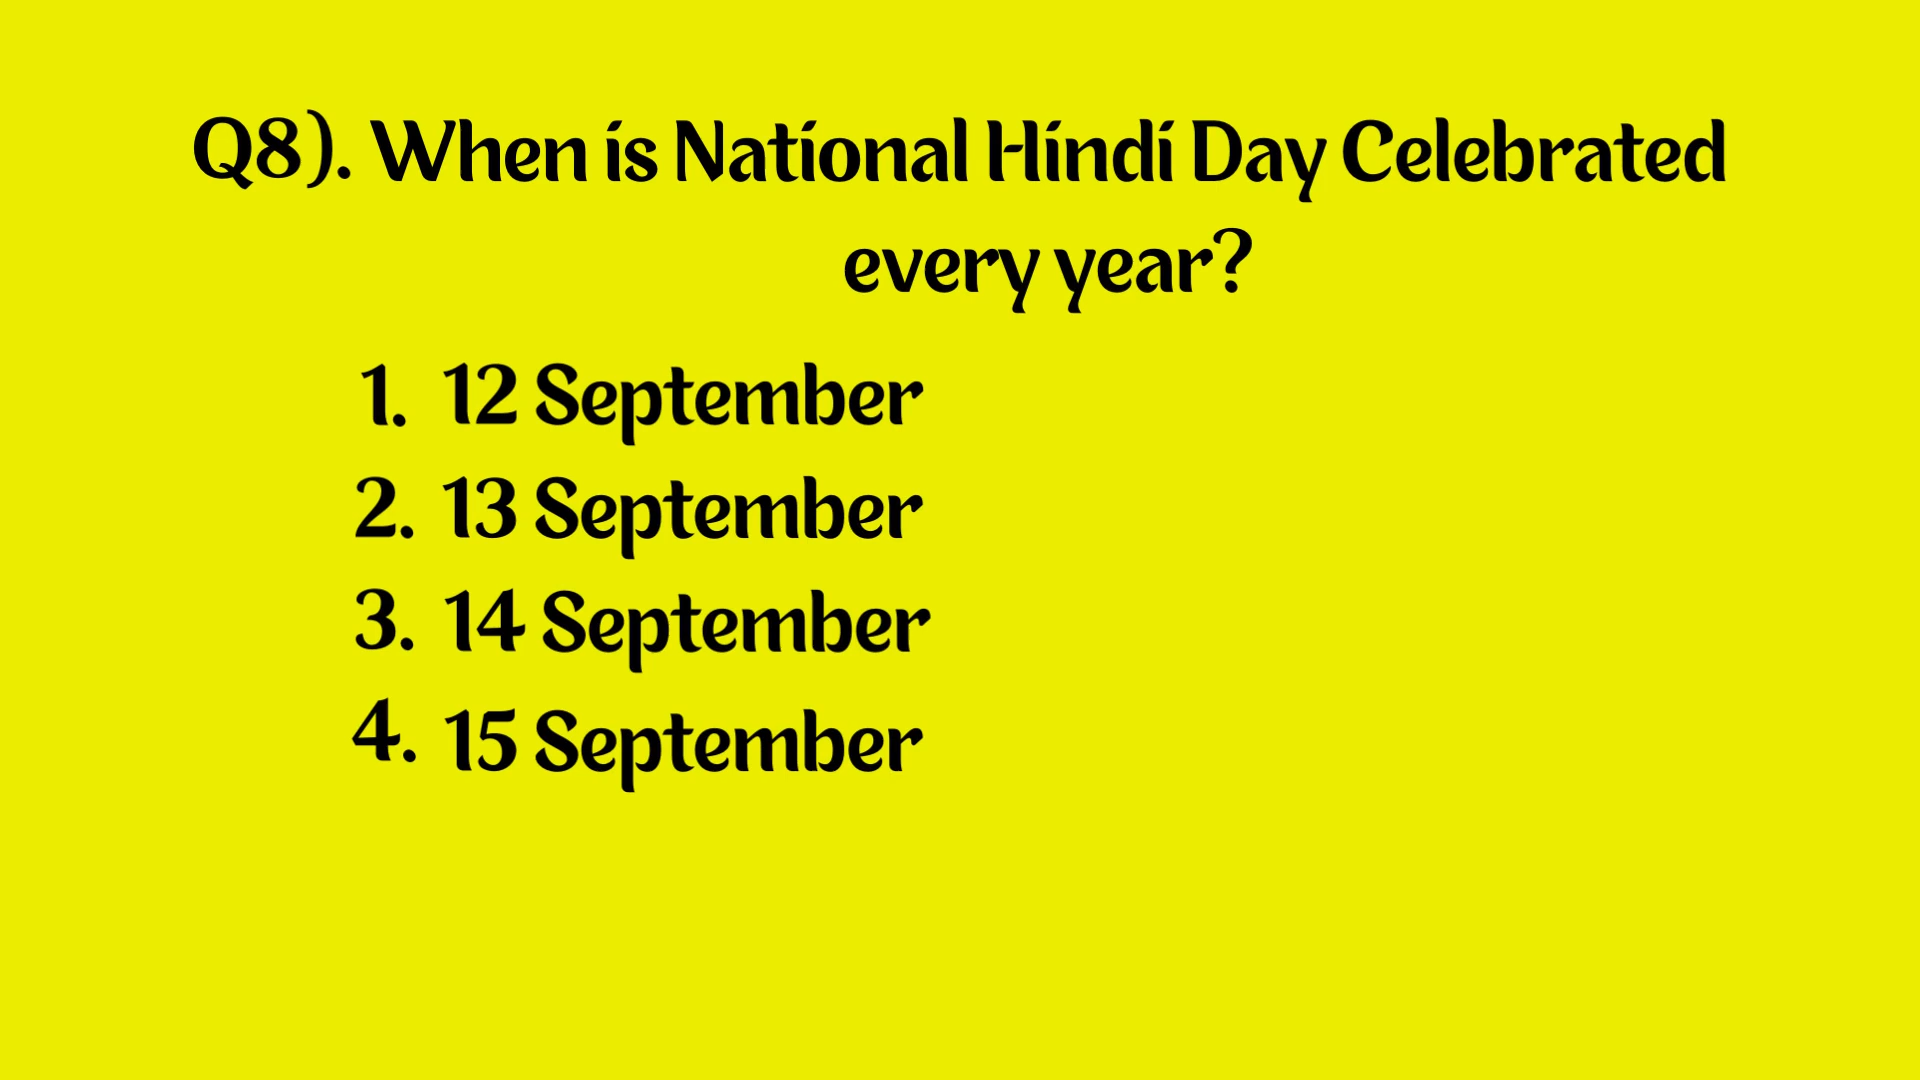 Q8). When is National Hindi Day Celebrated
every year?
1. 12 September
2. 13 September
3. 14 September
4. 15 September